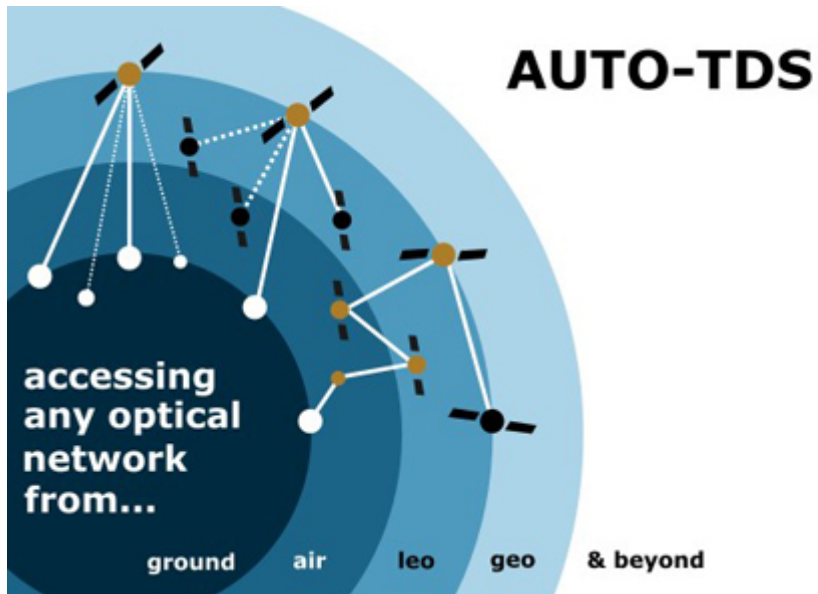 AUTO-TDS
accessing
any optical
network
from...
ground air leo geo & beyond